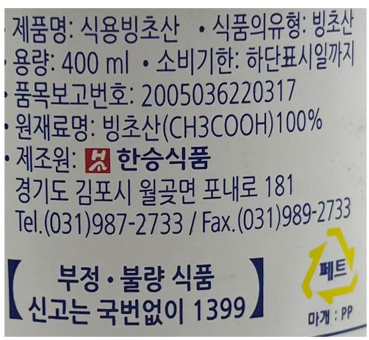 · 제품명: 식용빙초산 · 식품의유형: 빙초산
· 용량: 400 ml · 소비기한: 하단표시일까지
· 품목보고번호: 2005036220317
· 원재료명: 빙초산(CH3COOH)100%
· 제조원: 한승식품
경기도 김포시 월곶면 포내로 181
Tel.(031)987-2733 / Fax.(031)989-2733
【부정 · 불량 식품
신고는 국번없이 1399】
페트
마개 : PP